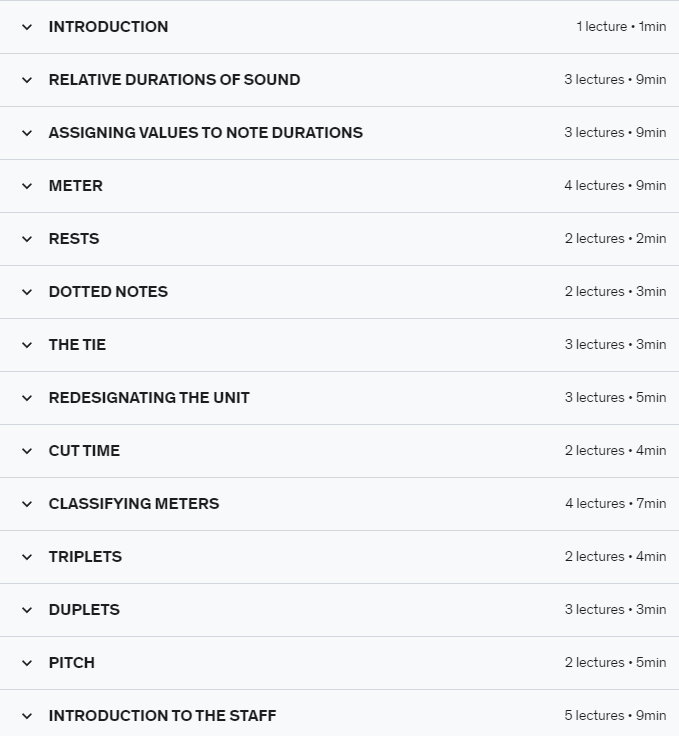 INTRODUCTION 1 lecture • 1min
RELATIVE DURATIONS OF SOUND 3 lectures • 9min
ASSIGNING VALUES TO NOTE DURATIONS 3 lectures • 9min
METER 4 lectures • 9min
RESTS 2 lectures • 2min
DOTTED NOTES 2 lectures • 3min
THE TIE 3 lectures • 3min
REDESIGNATING THE UNIT 3 lectures • 5min
CUT TIME 2 lectures • 4min
CLASSIFYING METERS 4 lectures • 7min
TRIPLETS 2 lectures • 4min
DUPLETS 3 lectures • 3min
PITCH 2 lectures • 5min
INTRODUCTION TO THE STAFF 5 lectures • 9min